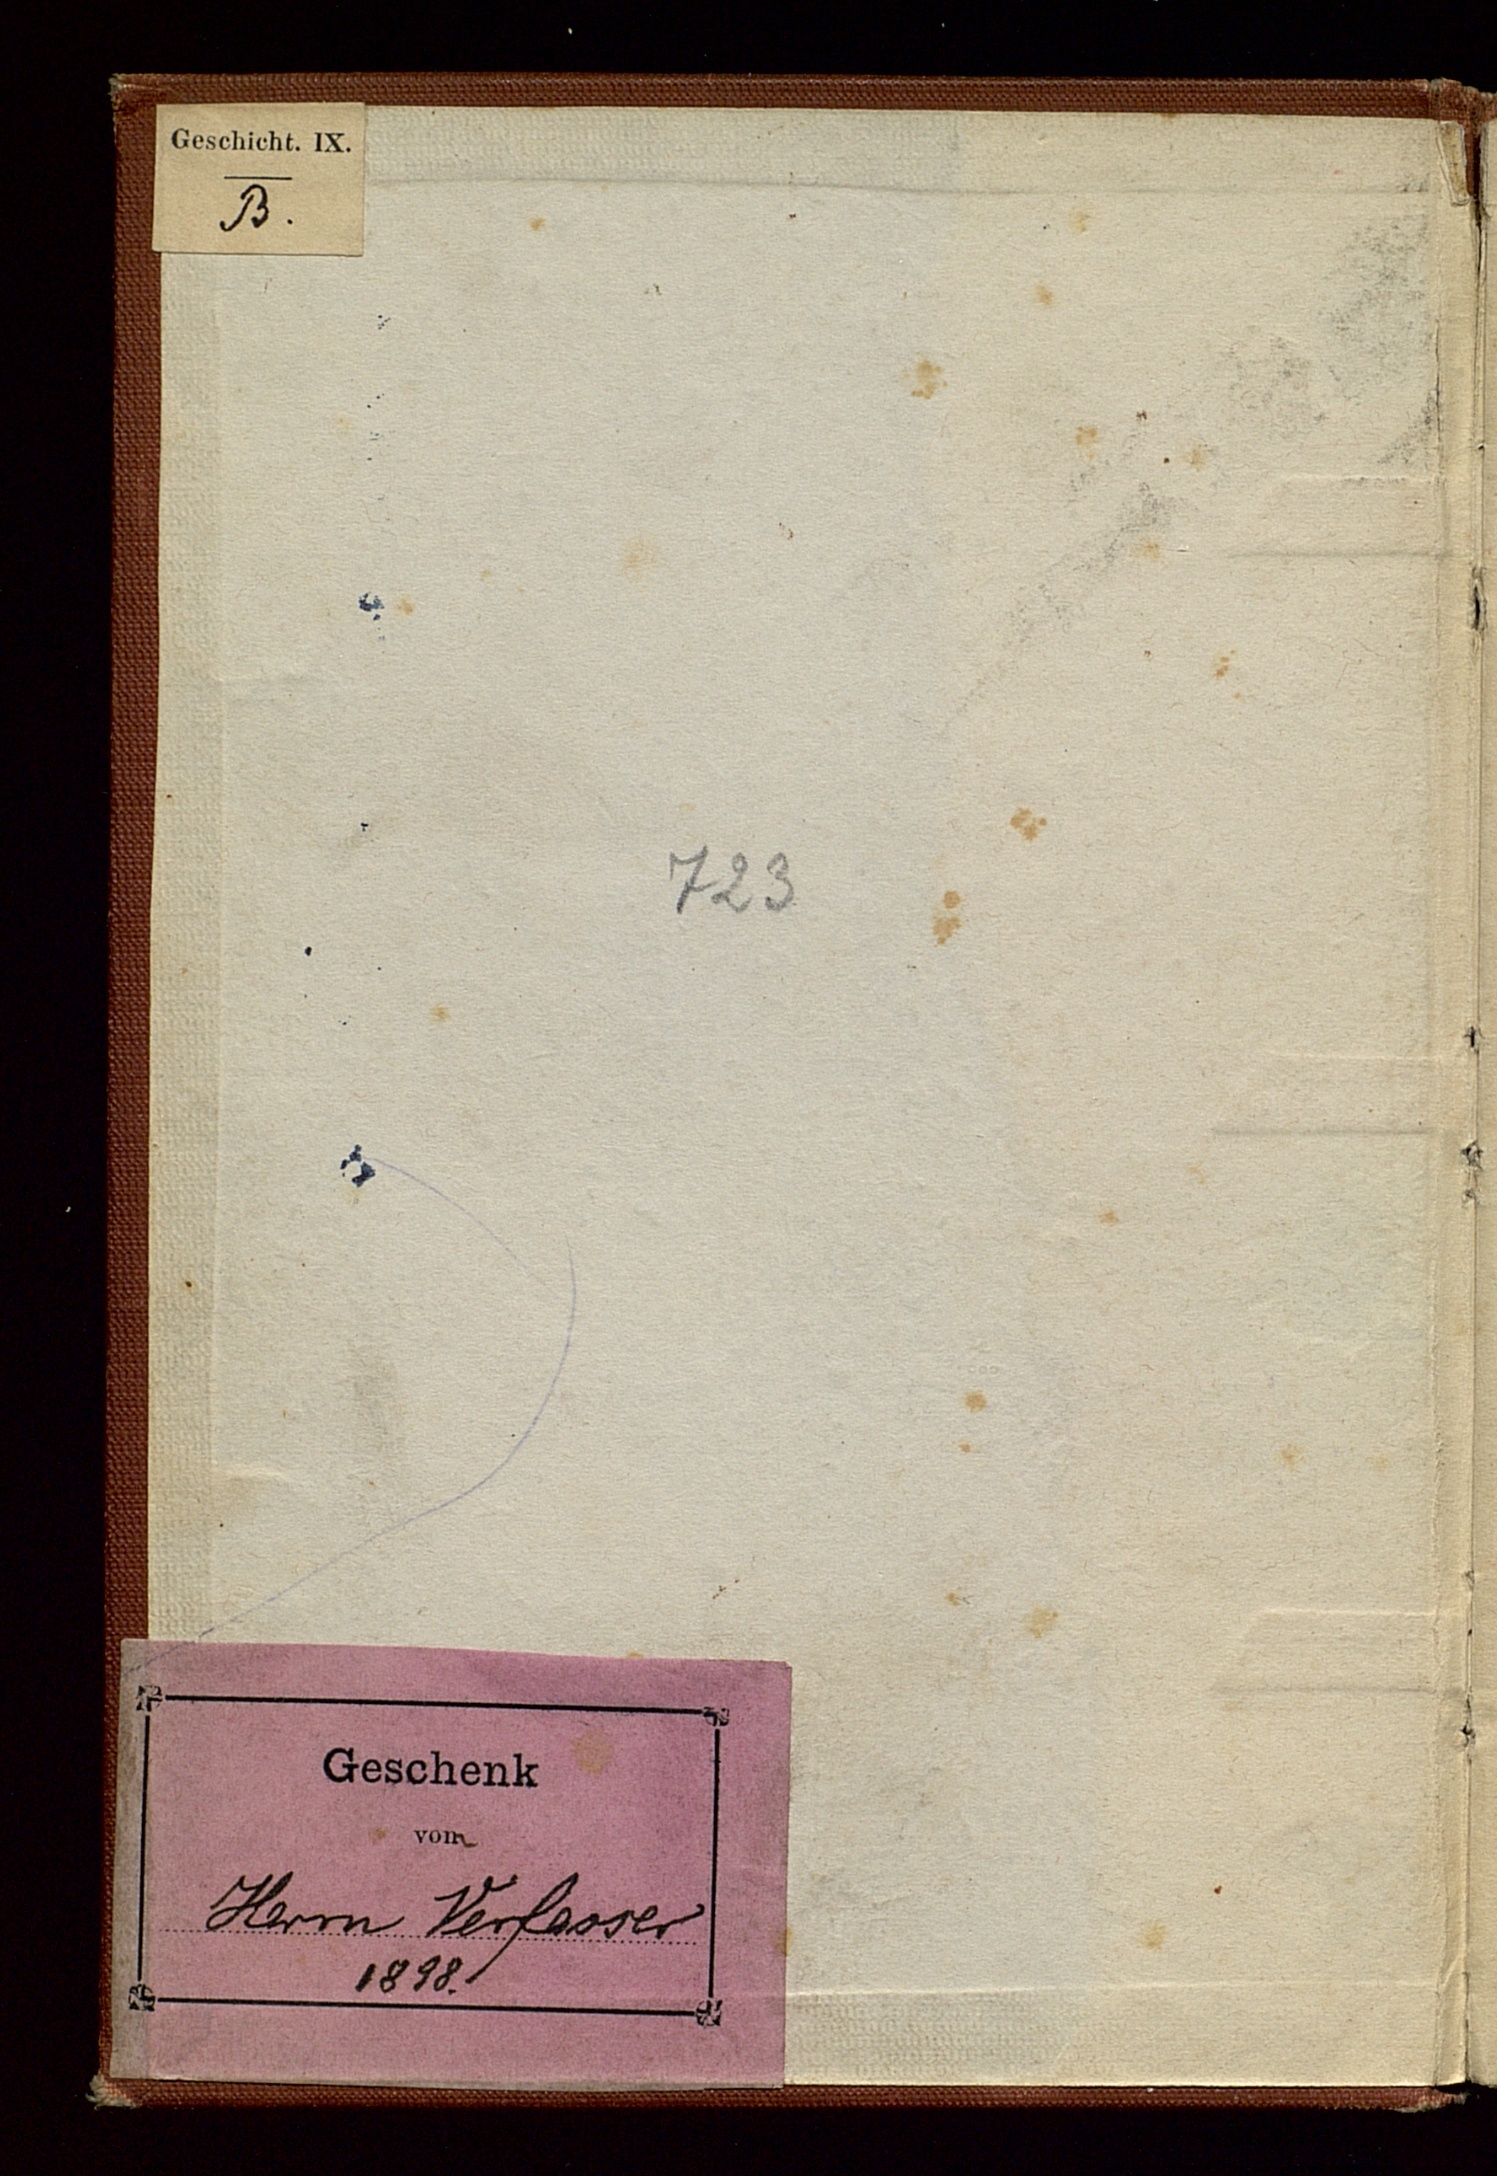 Geschicht. IX.
B.
723
Geschenk
vom
Herrn Verfasser
1898.